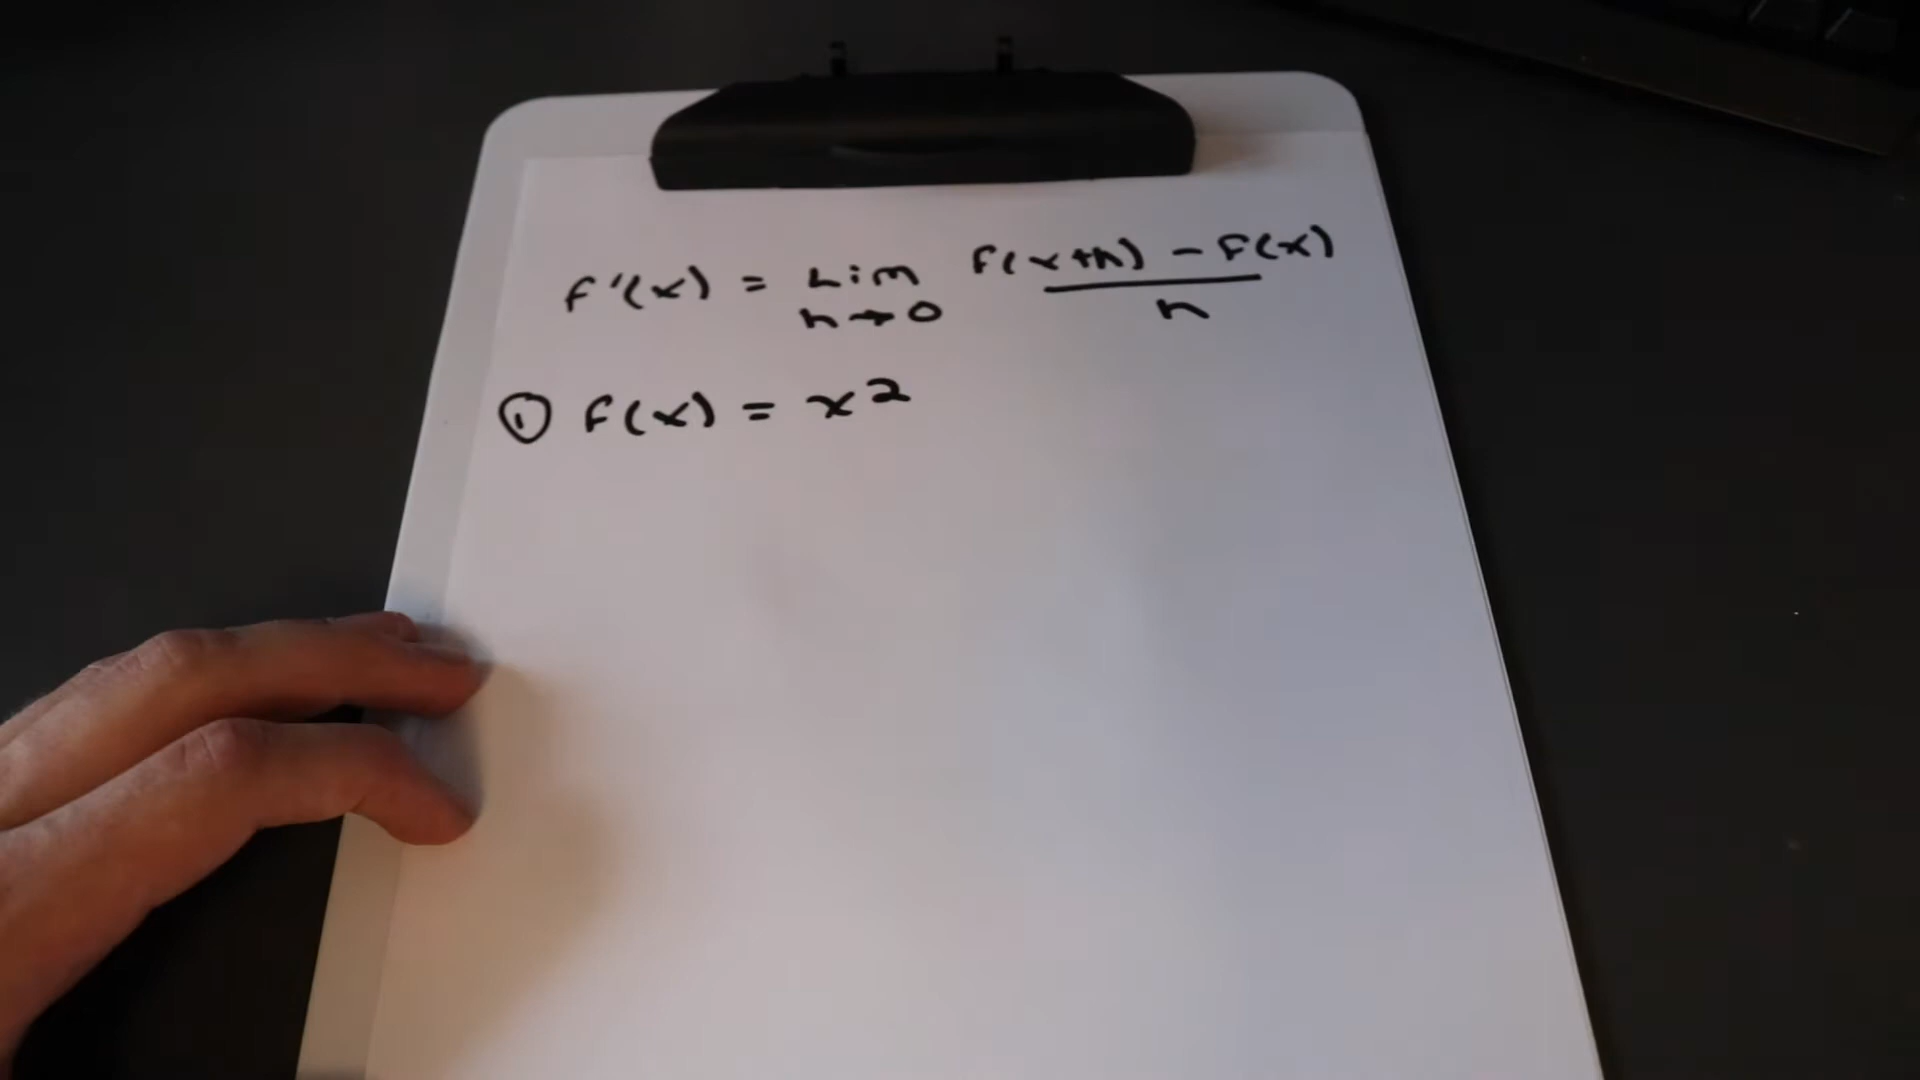 f'(x) = Lim f(x+h) - f(x)
h→0 h
① f(x) = x²